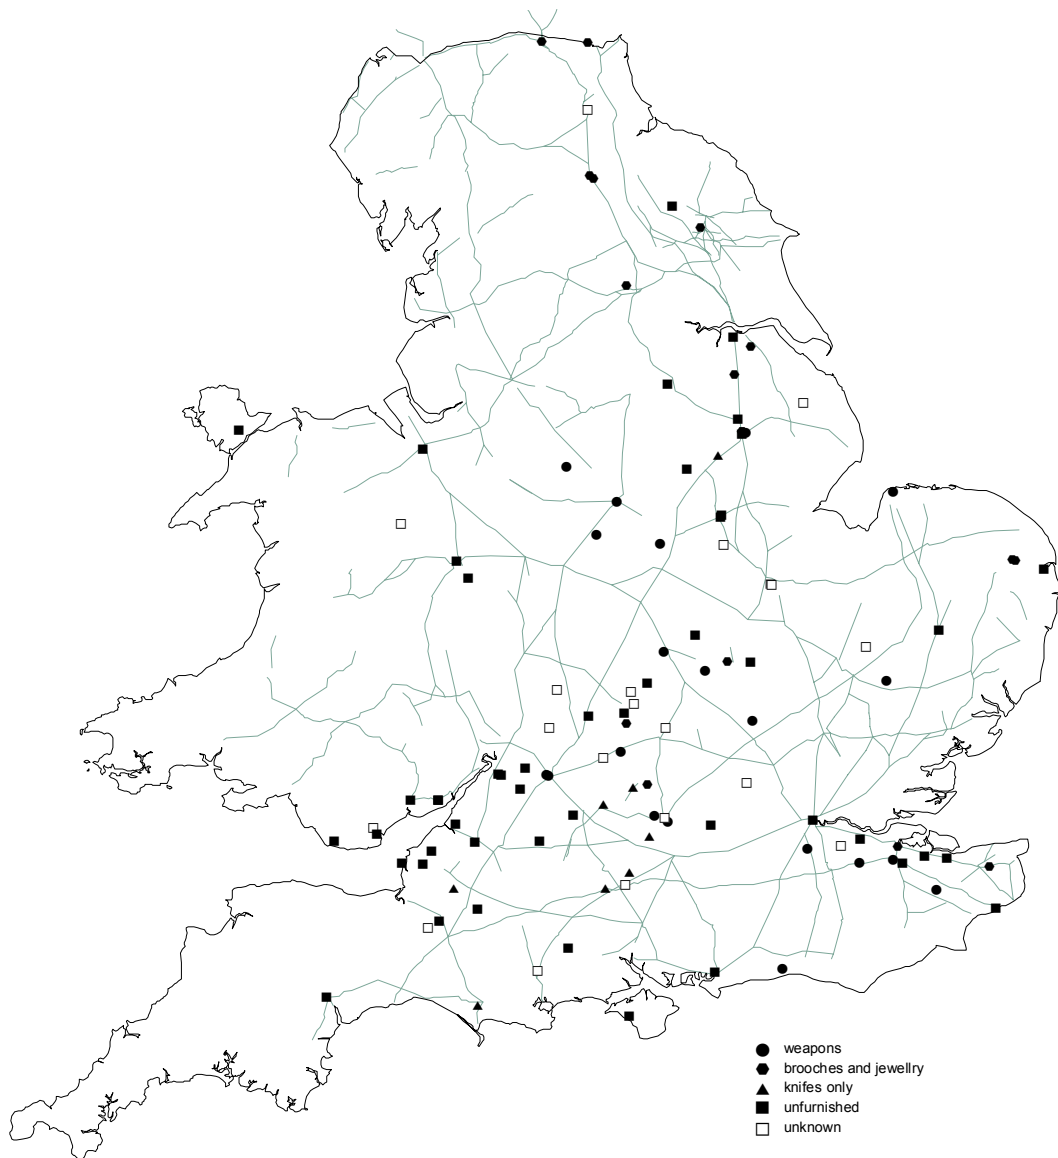 weapons
brooches and jewellry
knifes only
unfurnished
unknown